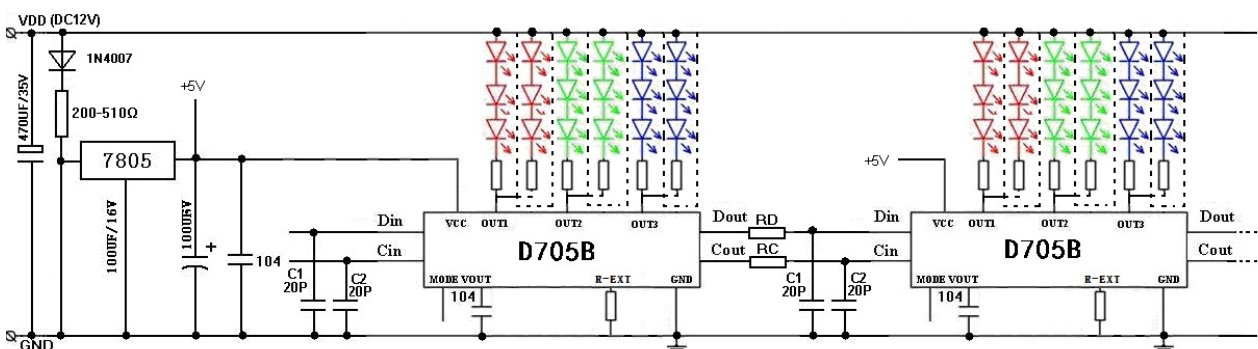 VDD (DC12V)
1N4007
470UF/35V
200-510Ω
+5V
7805
100UF/16V
100U6V
+
104
GND
Din
Cin
C1
20P
C2
20P
VCC
OUT1
OUT2
OUT3
D705B
MODE
VOUT
R-EXT
GND
104
Dout
Cout
RD
RC
C1
20P
C2
20P
+5V
Din
Cin
VCC
OUT1
OUT2
OUT3
D705B
MODE
VOUT
R-EXT
GND
104
Dout
Cout